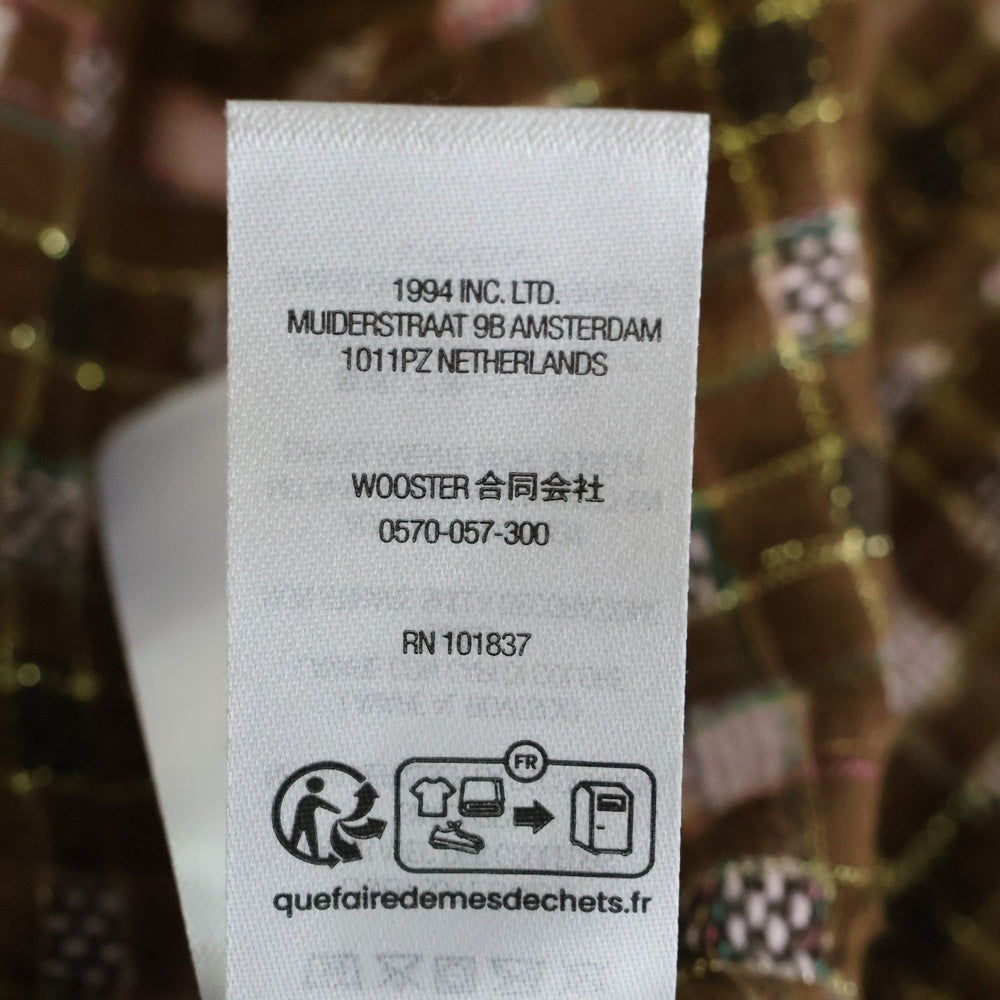 1994 INC. LTD.
MUIDERSTRAAT 9B AMSTERDAM
1011PZ NETHERLANDS
WOOSTER 合同会社
0570-057-300
RN 101837
FR
quefairedemesdechets.fr